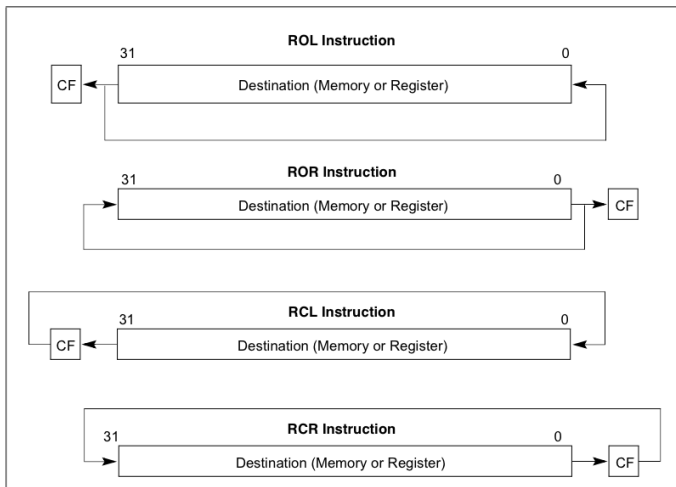 ROL Instruction
31 0
CF Destination (Memory or Register)
ROR Instruction
31 0
Destination (Memory or Register) CF
RCL Instruction
31 0
CF Destination (Memory or Register)
RCR Instruction
31 0
Destination (Memory or Register) CF